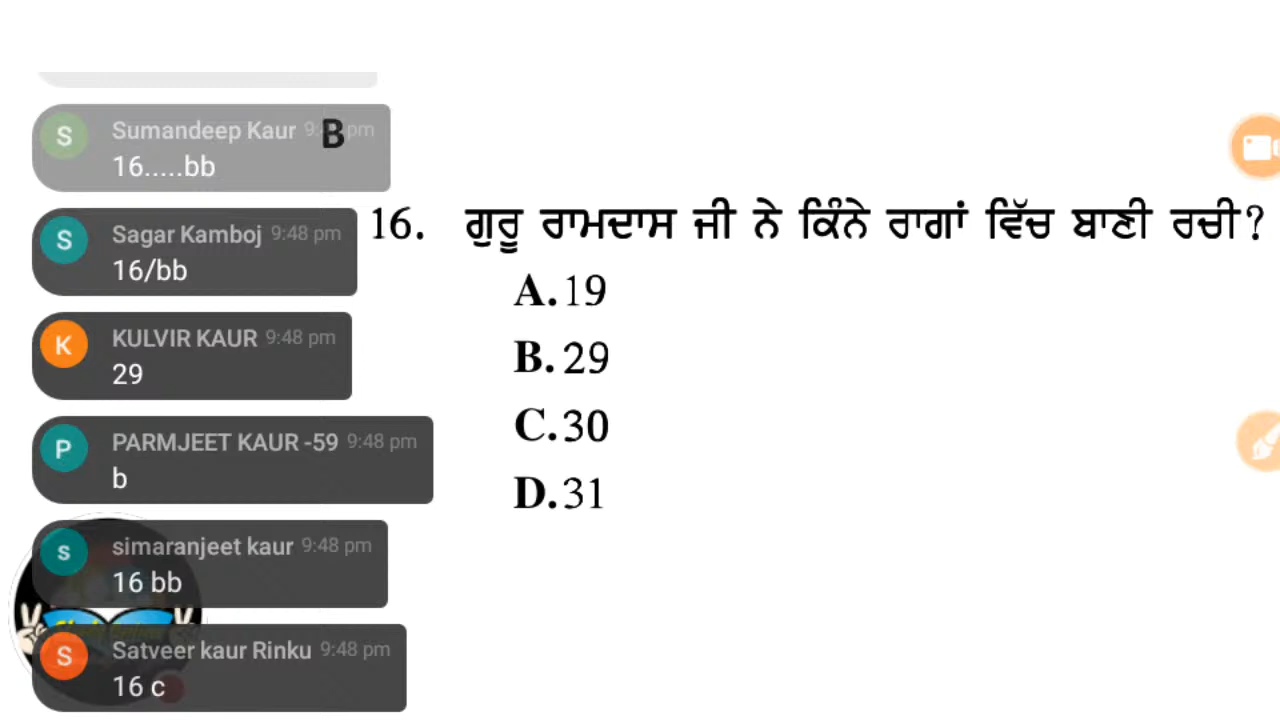 Sumandeep Kaur
B
16.....bb
Sagar Kamboj 9:48 pm
16/bb
KULVIR KAUR 9:48 pm
29
PARMJEET KAUR -59 9:48 pm
b
simaranjeet kaur 9:48 pm
16 bb
Satveer kaur Rinku 9:48 pm
16 c
16. ਗੁਰੂ ਰਾਮਦਾਸ ਜੀ ਨੇ ਕਿੰਨੇ ਰਾਗਾਂ ਵਿੱਚ ਬਾਣੀ ਰਚੀ?
A.19
B.29
C.30
D.31